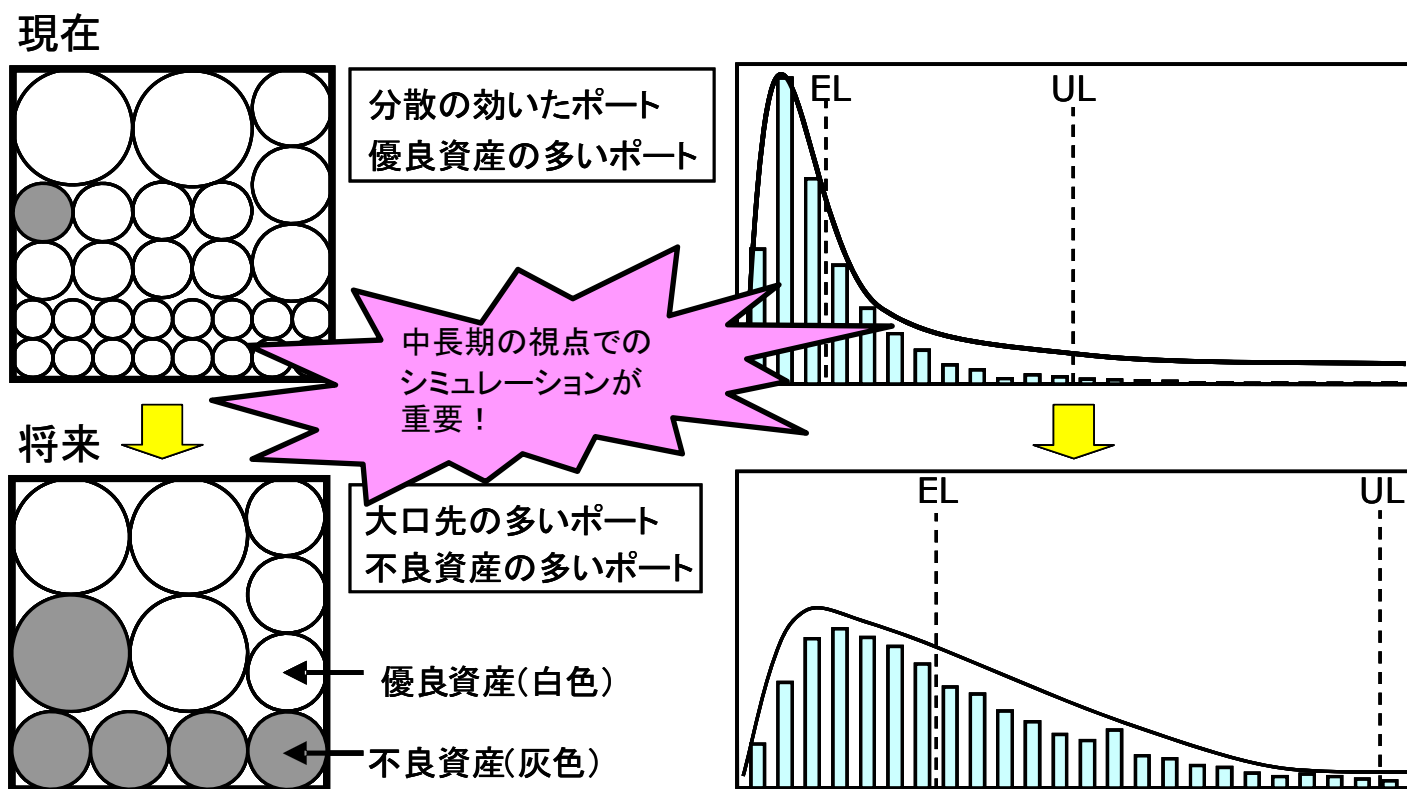 現在
分散の効いたポート
優良資産の多いポート
EL
UL
中長期の視点での
シミュレーションが
重要！
将来
大口先の多いポート
不良資産の多いポート
EL
UL
優良資産(白色)
不良資産(灰色)